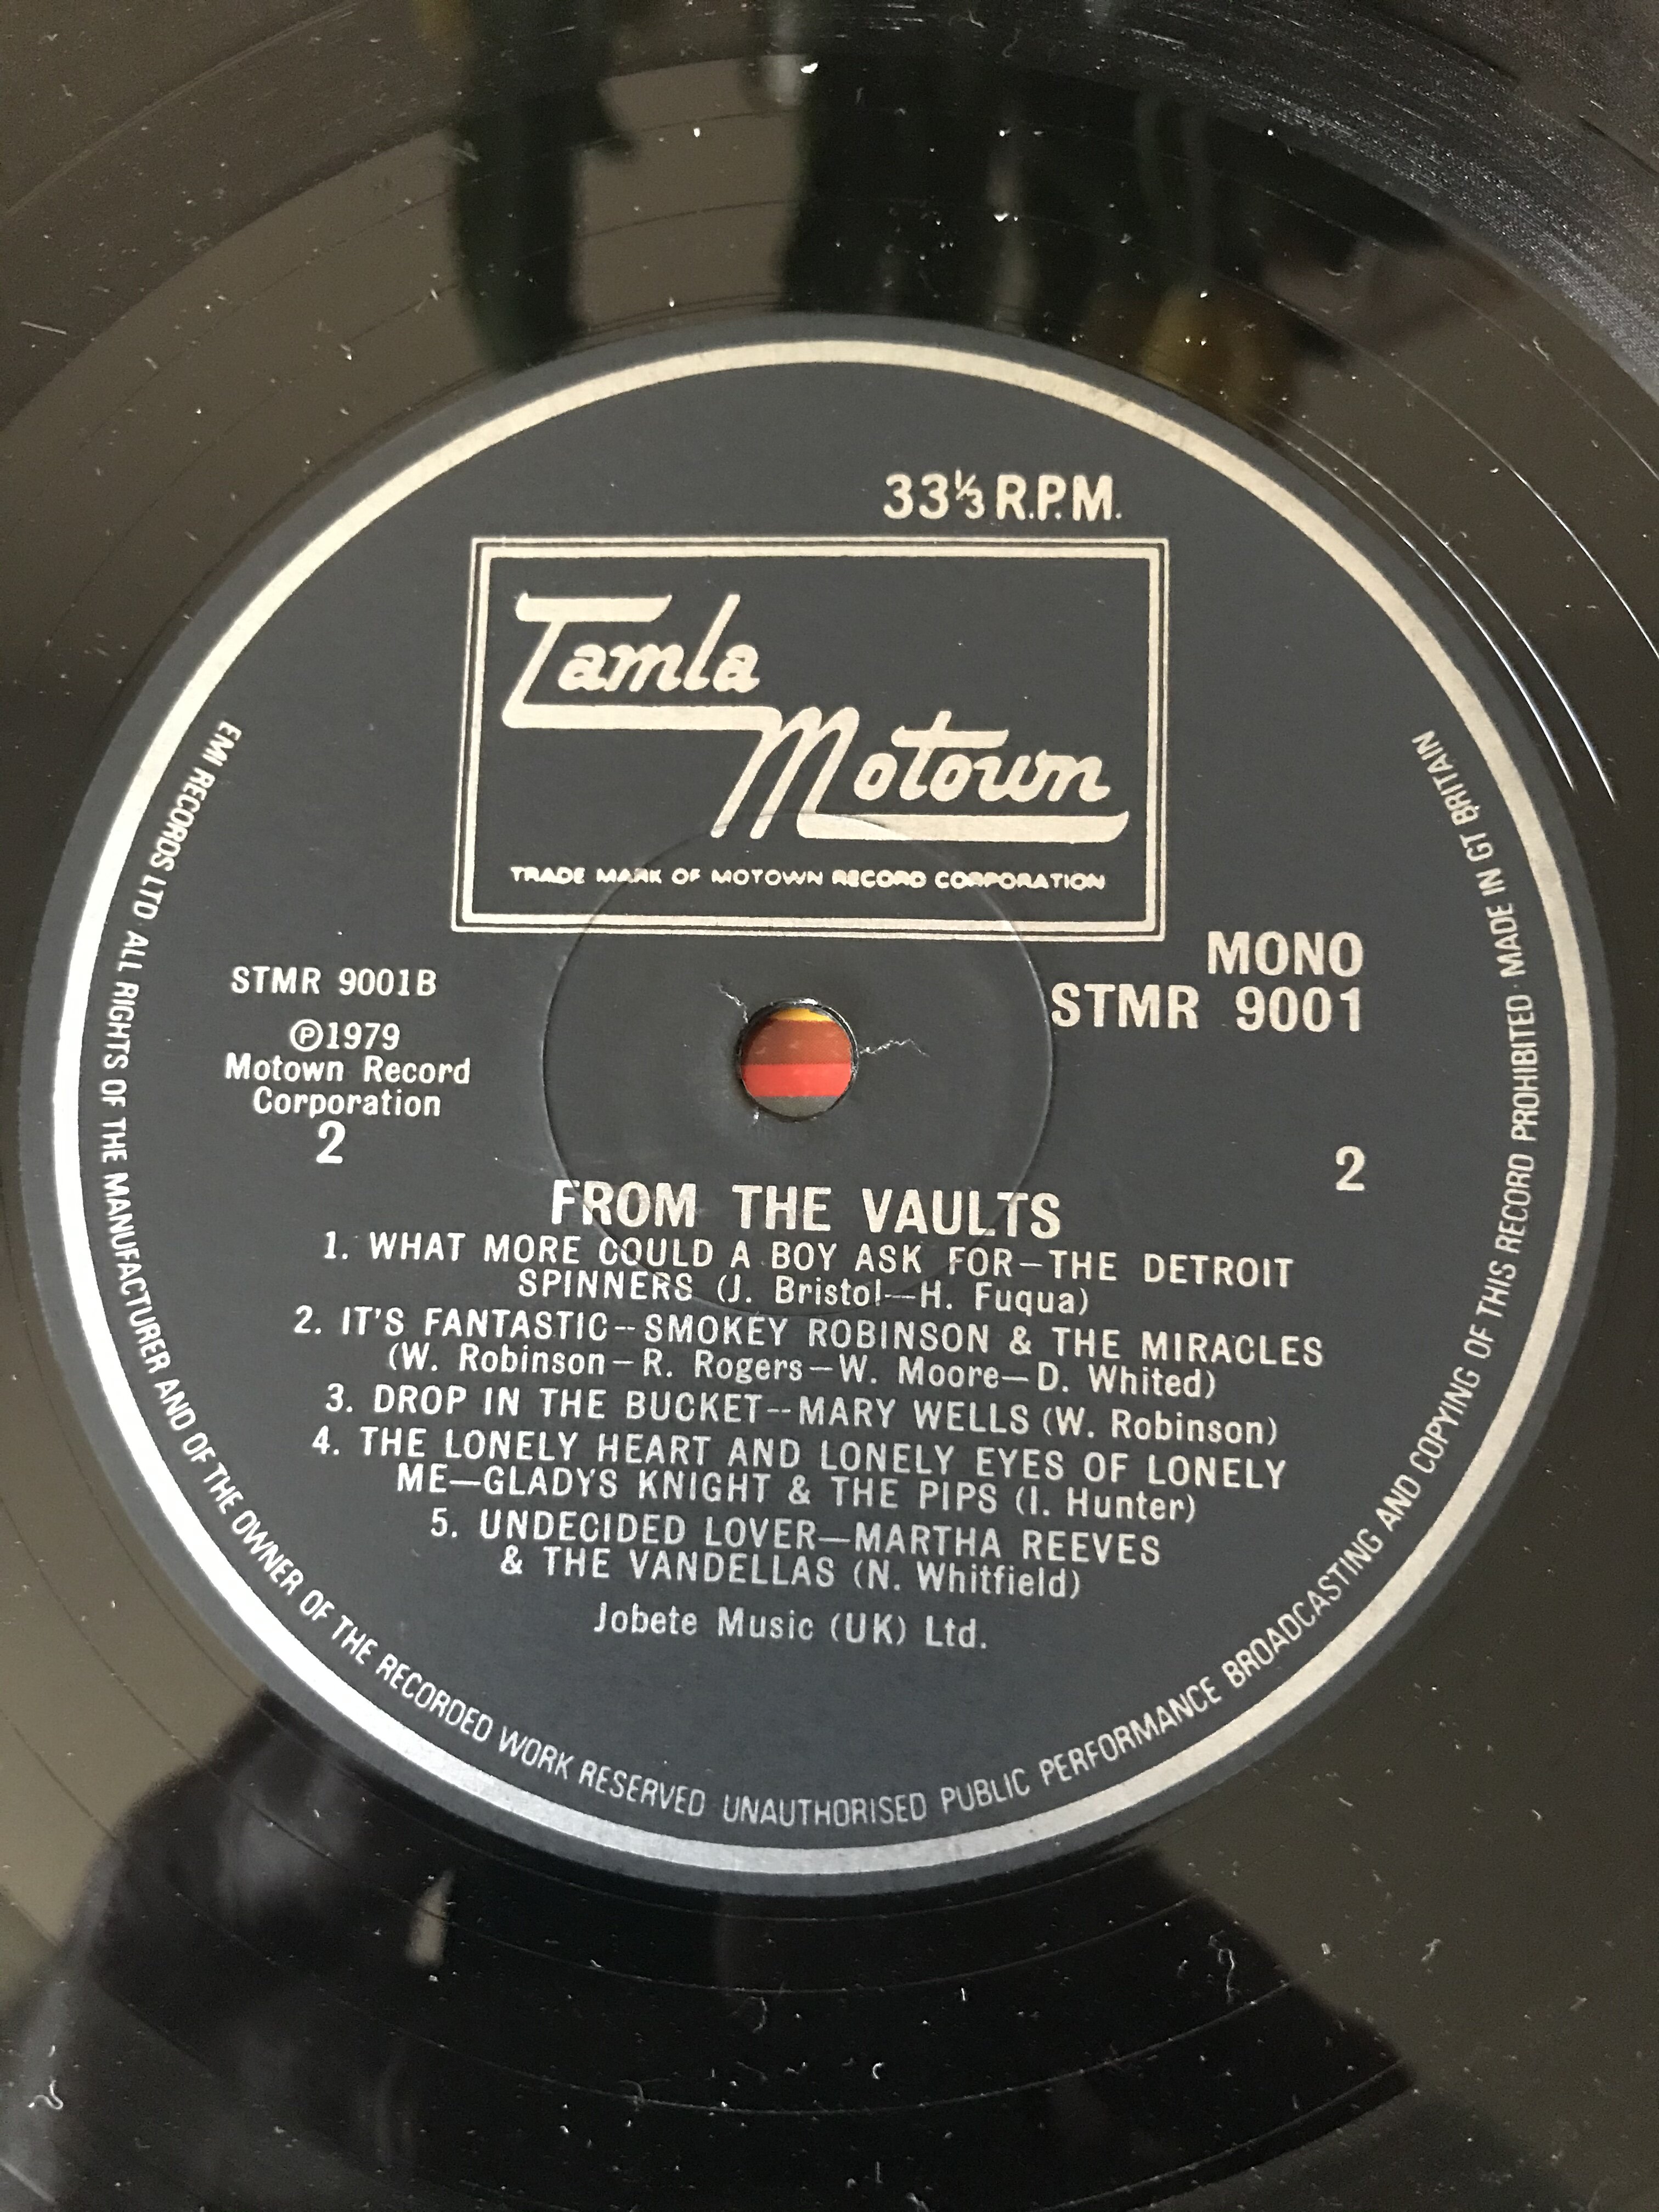 33⅓ R.P.M.
Tamla
Motown
TRADE MARK OF MOTOWN RECORD CORPORATION
MONO
STMR 9001
STMR 9001B
Ⓟ1979
Motown Record
Corporation
2
2
FROM THE VAULTS
1. WHAT MORE COULD A BOY ASK FOR—THE DETROIT
SPINNERS (J. Bristol—H. Fuqua)
2. IT'S FANTASTIC--SMOKEY ROBINSON & THE MIRACLES
(W. Robinson—R. Rogers—W. Moore—D. Whited)
3. DROP IN THE BUCKET--MARY WELLS (W. Robinson)
4. THE LONELY HEART AND LONELY EYES OF LONELY
ME—GLADYS KNIGHT & THE PIPS (I. Hunter)
5. UNDECIDED LOVER—MARTHA REEVES
& THE VANDELLAS (N. Whitfield)
Jobete Music (UK) Ltd.
EMI RECORDS LTD · ALL RIGHTS OF THE MANUFACTURER AND OF THE OWNER OF THE RECORDED WORK RESERVED UNAUTHORISED PUBLIC PERFORMANCE BROADCASTING AND COPYING OF THIS RECORD PROHIBITED · MADE IN GT BRITAIN